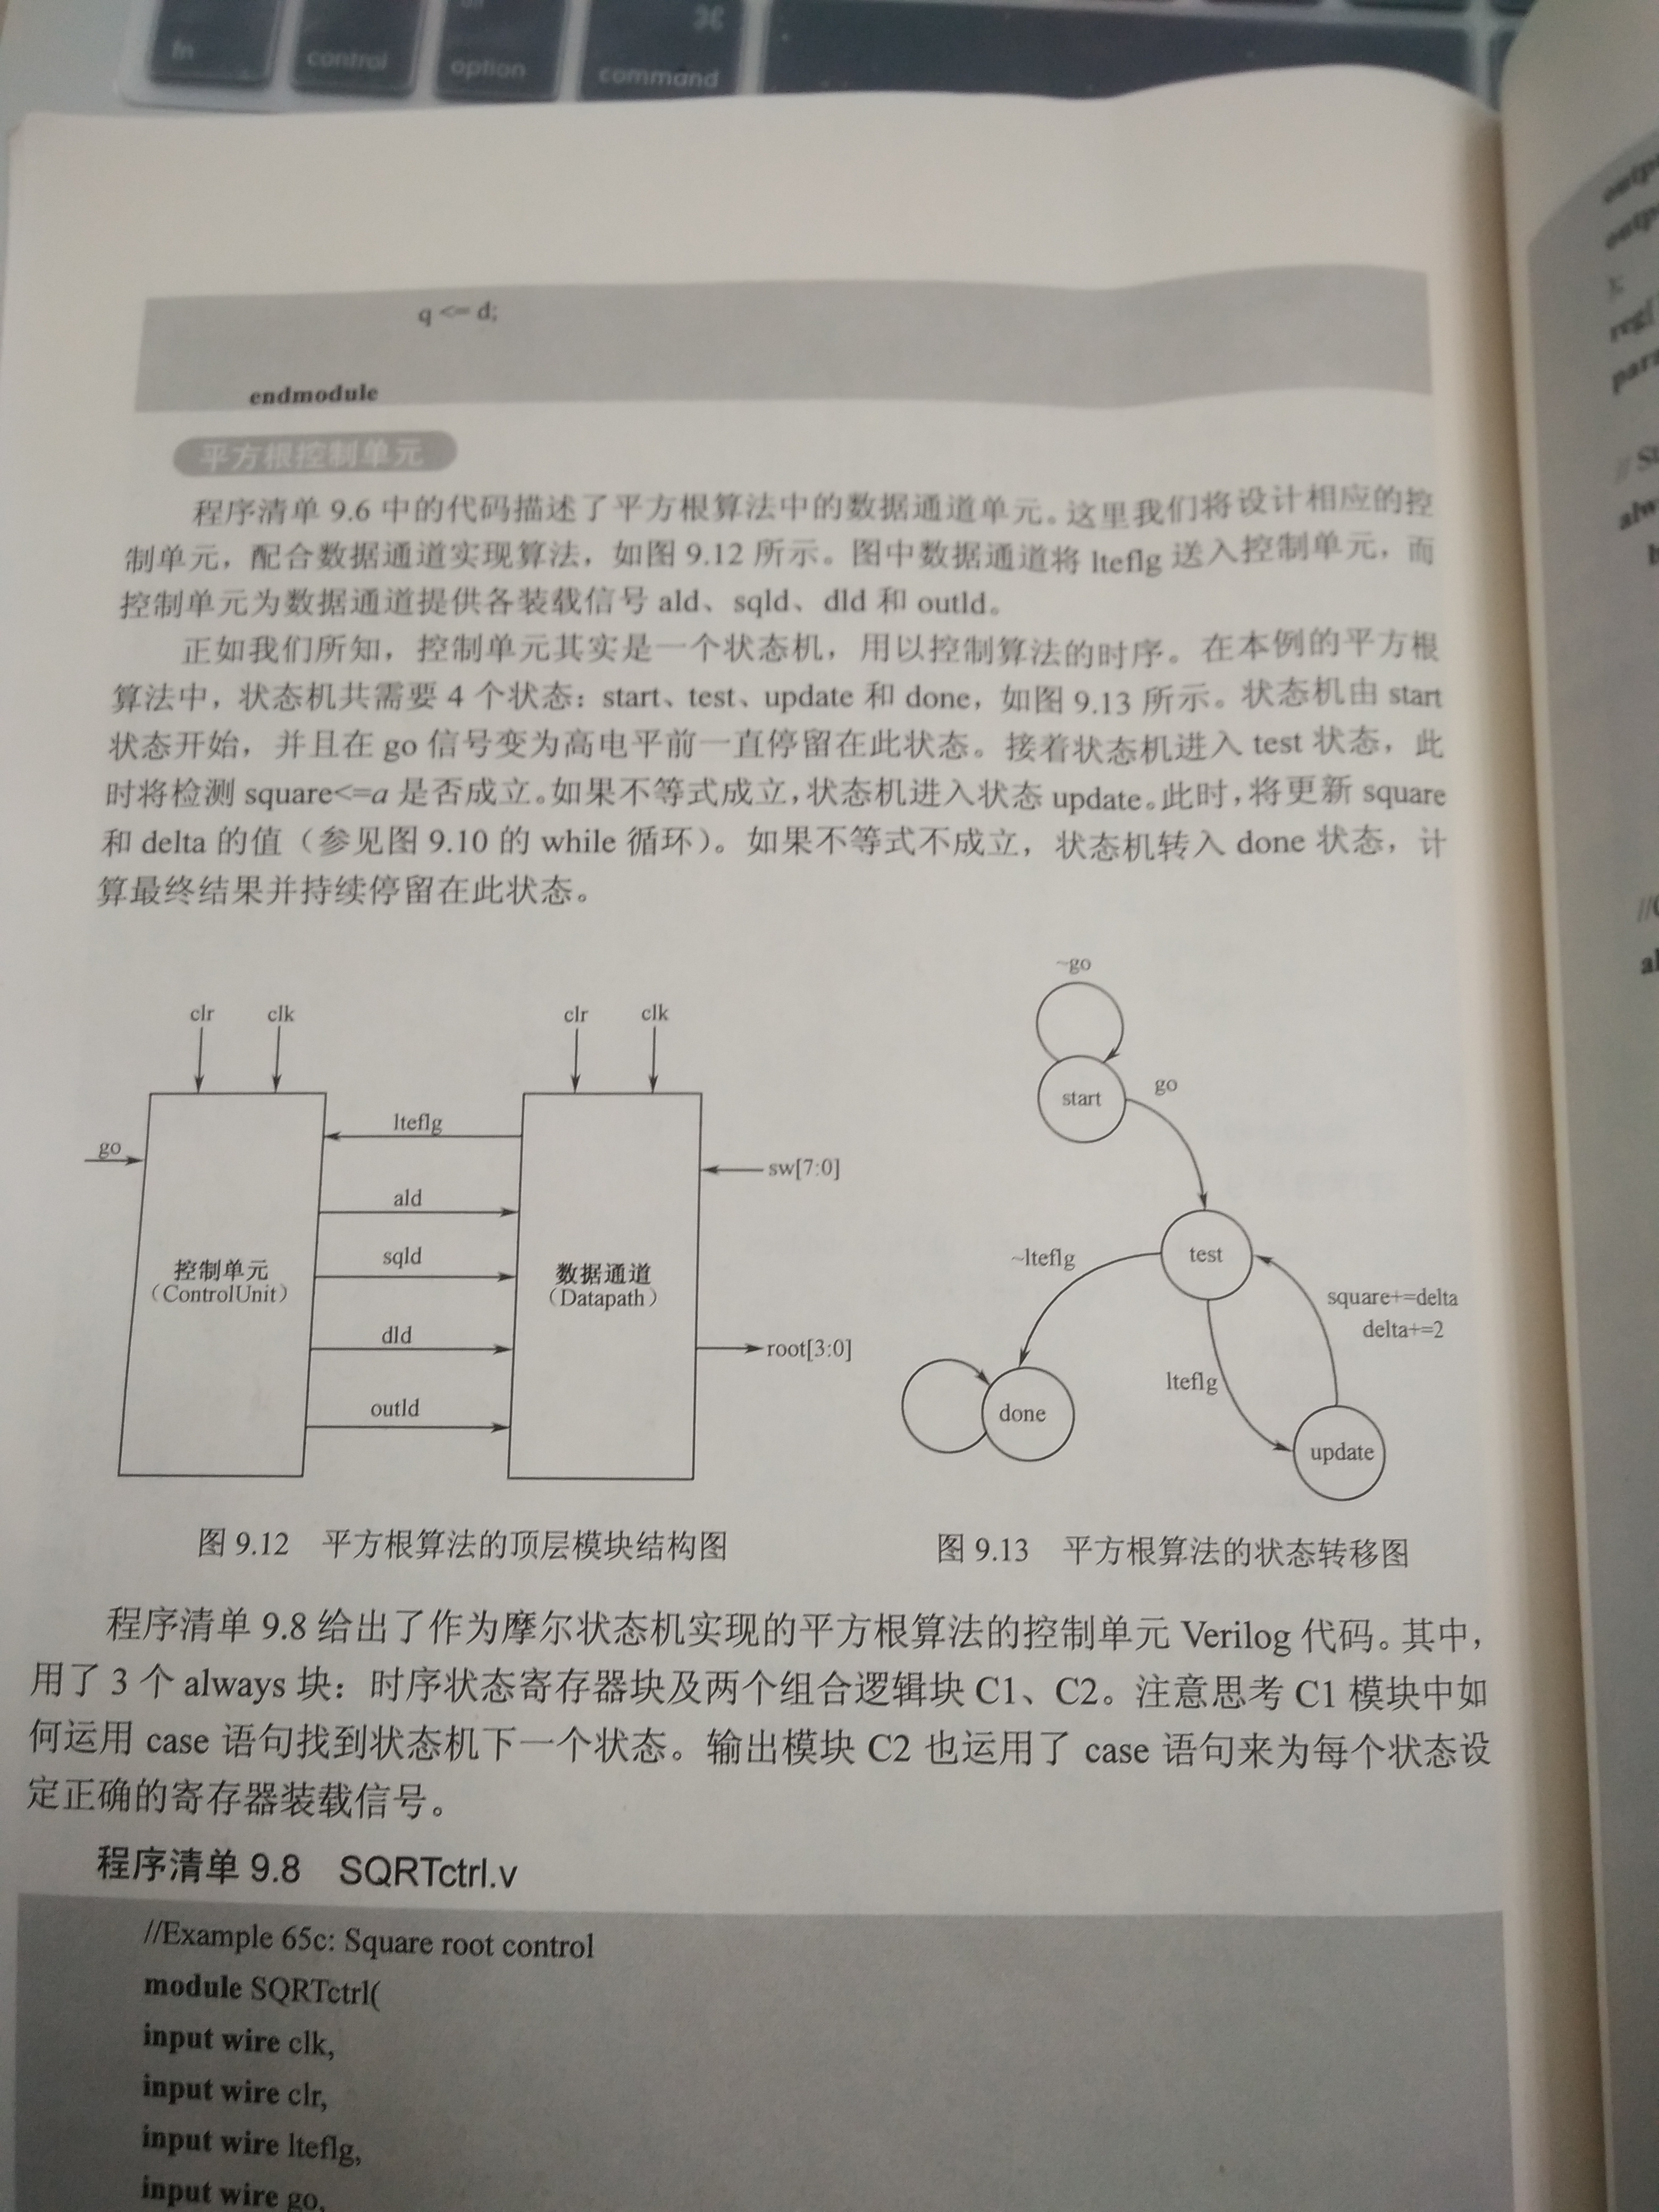 fn
control
option
⌘
command
q <= d;
endmodule
平方根控制单元
程序清单 9.6 中的代码描述了平方根算法中的数据通道单元。这里我们将设计相应的控
制单元，配合数据通道实现算法，如图 9.12 所示。图中数据通道将 lteflg 送入控制单元，而
控制单元为数据通道提供各装载信号 ald、sqld、dld 和 outld。
正如我们所知，控制单元其实是一个状态机，用以控制算法的时序。在本例的平方根
算法中，状态机共需要 4 个状态：start、test、update 和 done，如图 9.13 所示。状态机由 start
状态开始，并且在 go 信号变为高电平前一直停留在此状态。接着状态机进入 test 状态，此
时将检测 square<=a 是否成立。如果不等式成立，状态机进入状态 update。此时，将更新 square
和 delta 的值（参见图 9.10 的 while 循环）。如果不等式不成立，状态机转入 done 状态，计
算最终结果并持续停留在此状态。
clr
clk
clr
clk
go
lteflg
ald
sqld
dld
outld
控制单元
（ControlUnit）
数据通道
（Datapath）
sw[7:0]
root[3:0]
图 9.12 平方根算法的顶层模块结构图
~go
start
go
test
~lteflg
square+=delta
delta+=2
lteflg
done
update
图 9.13 平方根算法的状态转移图
程序清单 9.8 给出了作为摩尔状态机实现的平方根算法的控制单元 Verilog 代码。其中，
用了 3 个 always 块：时序状态寄存器块及两个组合逻辑块 C1、C2。注意思考 C1 模块中如
何运用 case 语句找到状态机下一个状态。输出模块 C2 也运用了 case 语句来为每个状态设
定正确的寄存器装载信号。
程序清单 9.8 SQRTctrl.v
//Example 65c: Square root control
module SQRTctrl(
input wire clk,
input wire clr,
input wire lteflg,
input wire go,